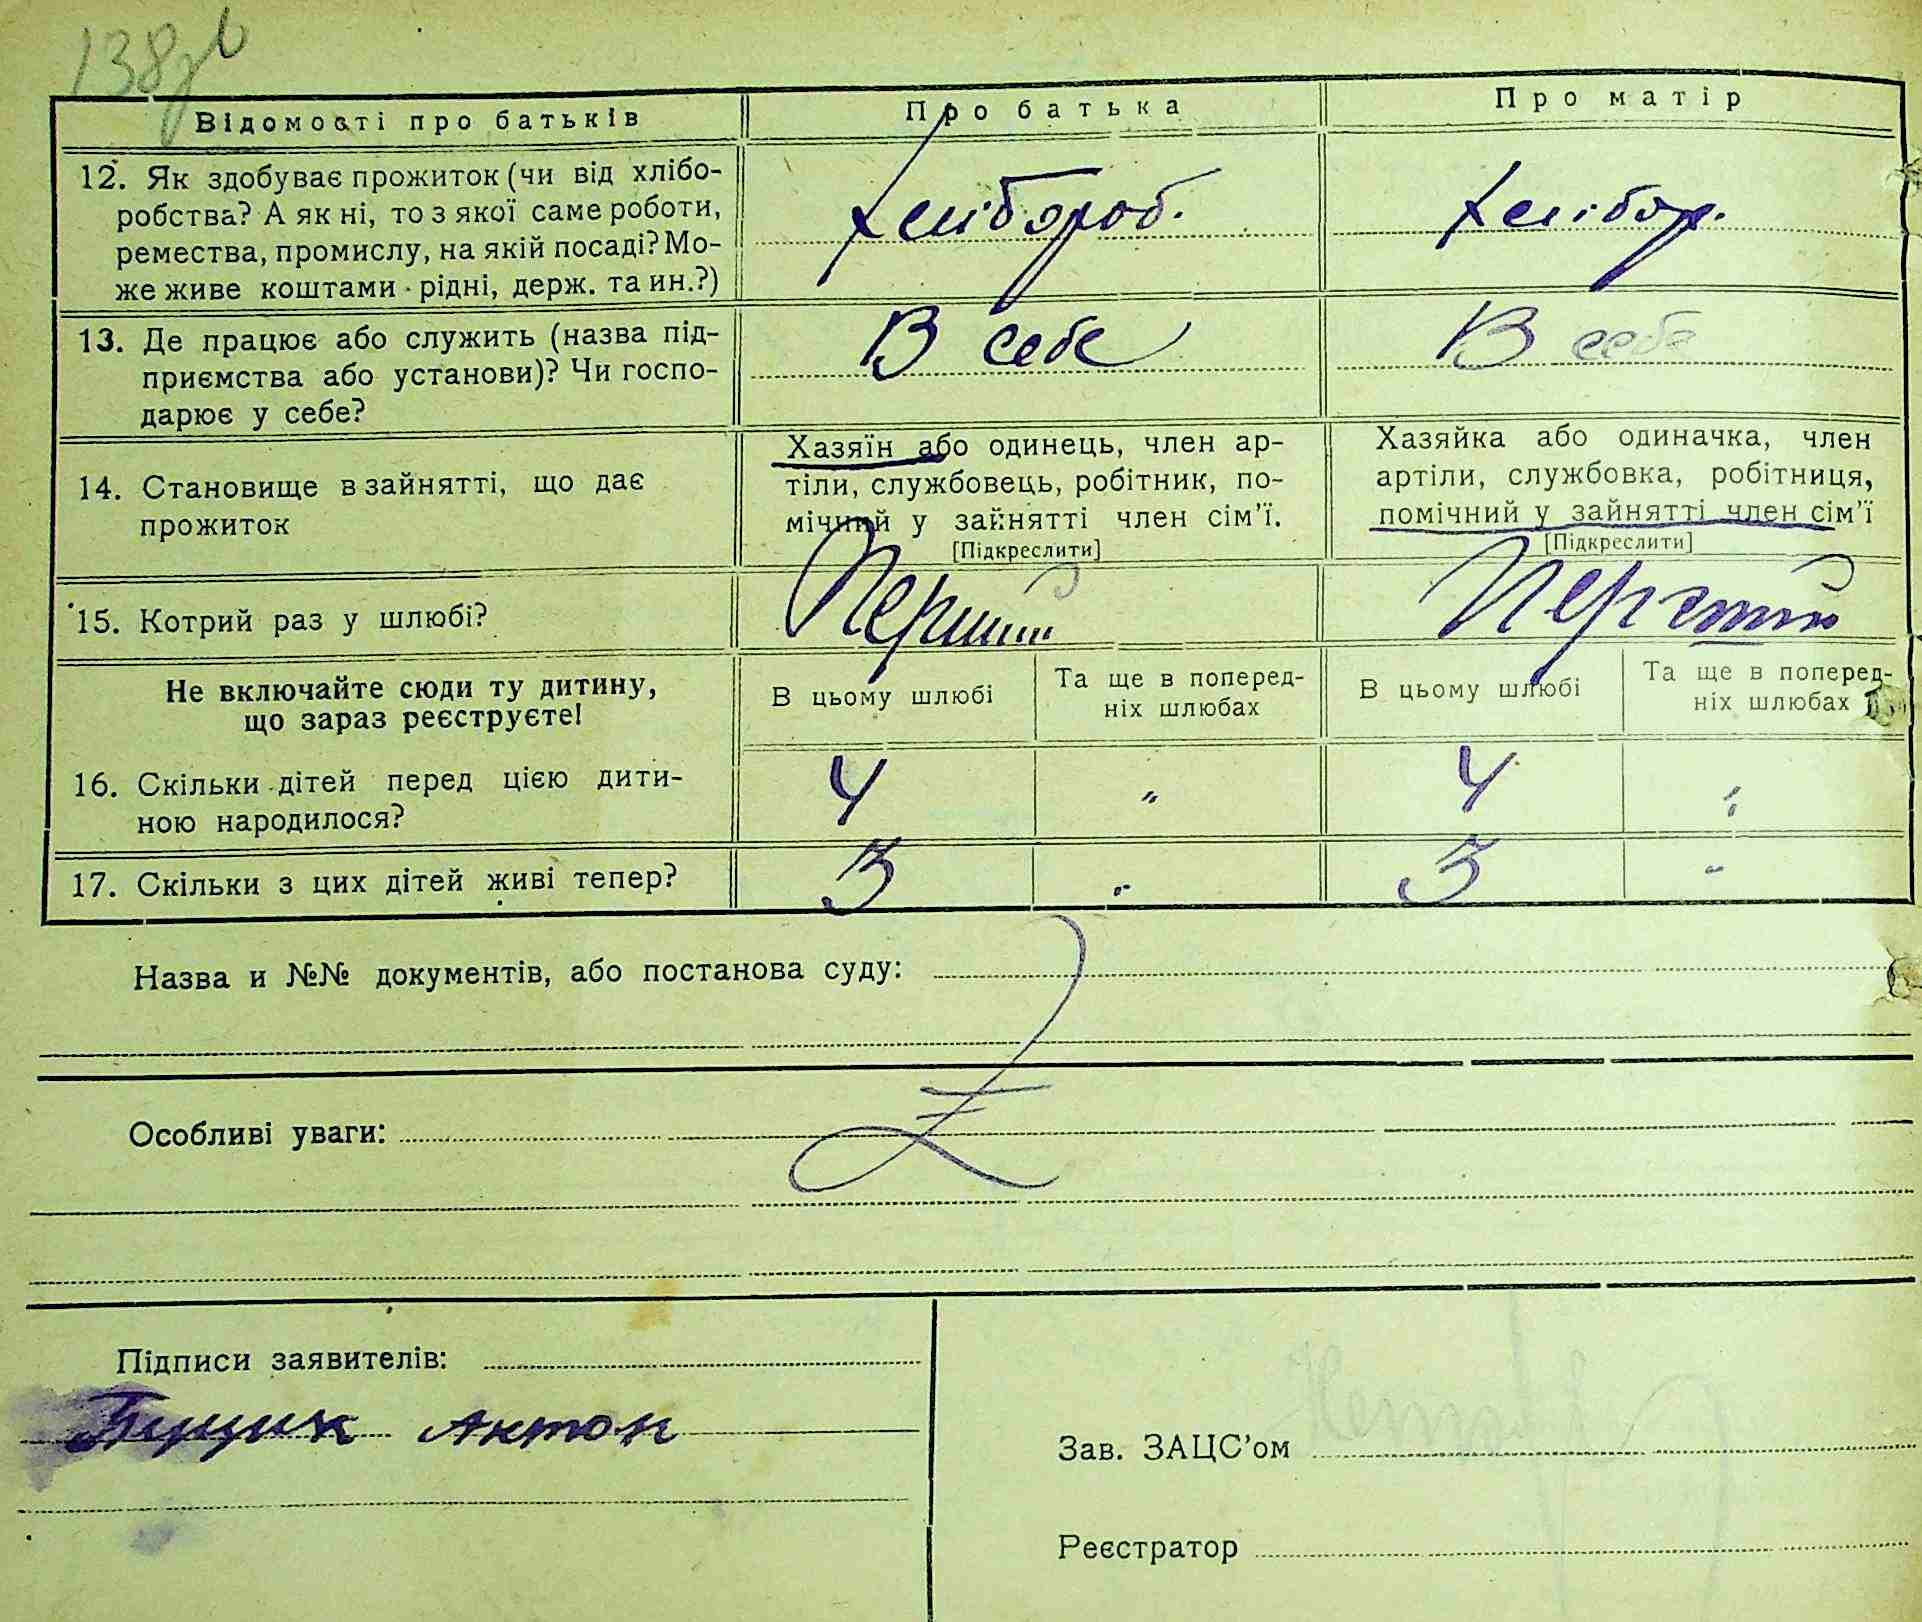 138зв
Відомості про батьків
Про батька
Про матір
12. Як здобуває прожиток (чи від хлібо-
робства? А як ні, то з якої саме роботи,
ремества, промислу, на якій посаді? Мо-
же живе коштами рідні, держ. та ин.?)
Хлібороб.
Хлібор.
13. Де працює або служить (назва під-
приємства або установи)? Чи госпо-
дарює у себе?
В себе
В себе
14. Становище в зайнятті, що дає
прожиток
Хазяїн або одинець, член ар-
тіли, службовець, робітник, по-
мічний у зайнятті член сім’ї.
[Підкреслити]
Хазяйка або одиначка, член
артіли, службовка, робітниця,
помічний у зайнятті член сім’ї
[Підкреслити]
15. Котрий раз у шлюбі?
Перший
Перший
Не включайте сюди ту дитину,
що зараз реєструєте!
В цьому шлюбі
Та ще в поперед-
ніх шлюбах
В цьому шлюбі
Та ще в поперед-
ніх шлюбах
16. Скільки дітей перед цією дити-
ною народилося?
4 " 4 "
17. Скільки з цих дітей живі тепер?
3 " 3 "
Назва и №№ документів, або постанова суду:
Особливі уваги:
Підписи заявителів:
Антон
Зав. ЗАЦС’ом
Реєстратор